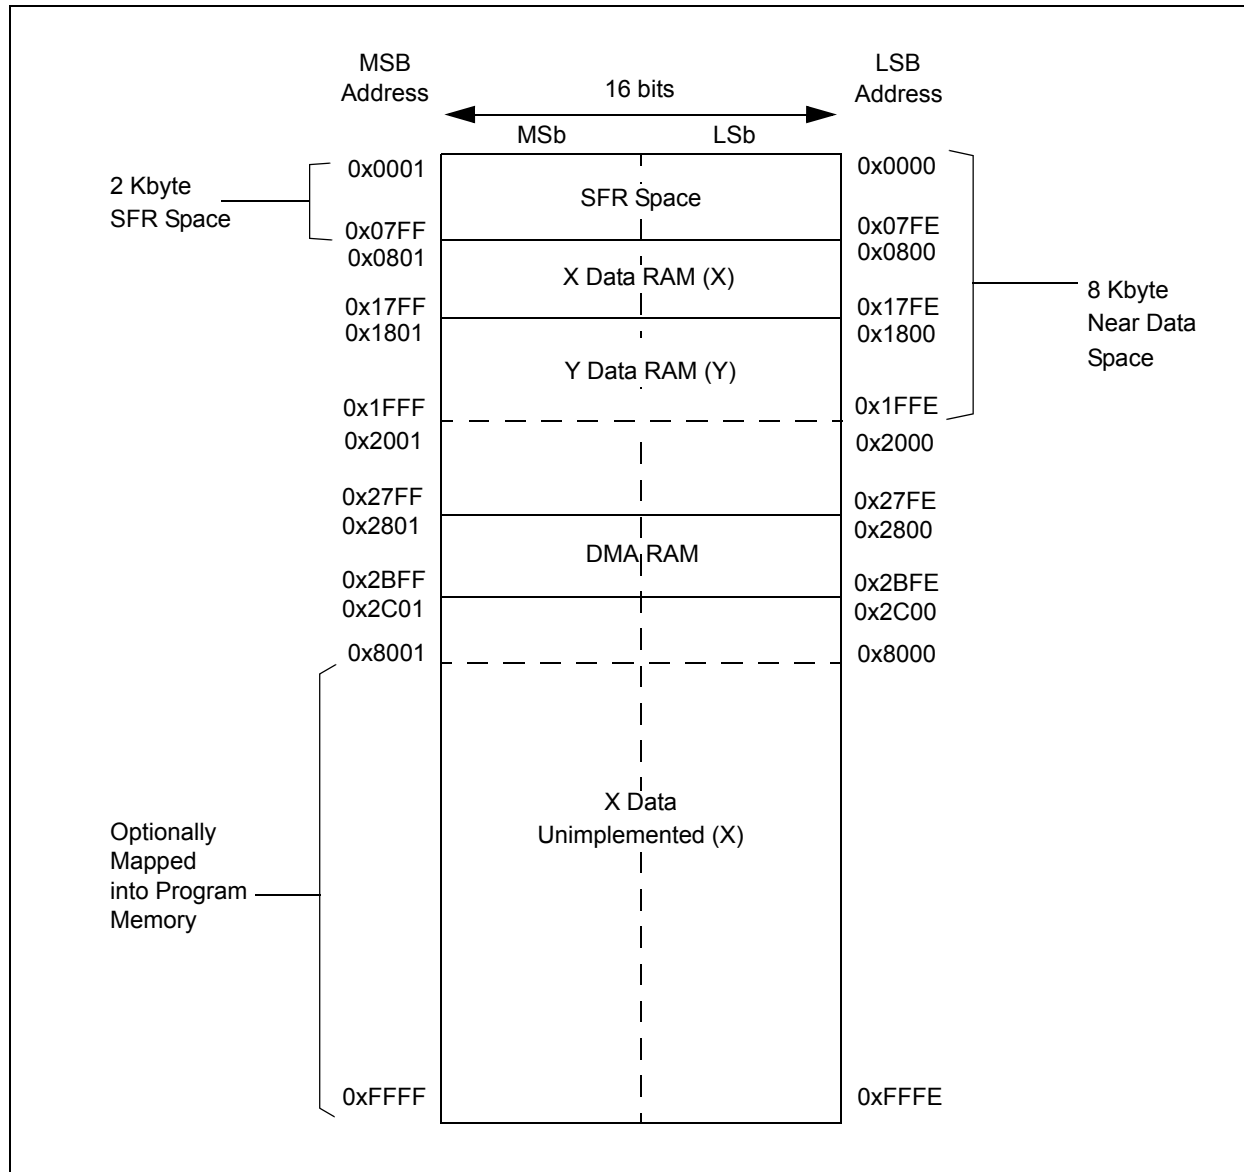 MSB
Address
LSB
Address
16 bits
MSb
LSb
2 Kbyte
SFR Space
0x0001
0x07FF
0x0801
0x17FF
0x1801
0x1FFF
0x2001
0x27FF
0x2801
0x2BFF
0x2C01
0x8001
0xFFFF
SFR Space
X Data RAM (X)
Y Data RAM (Y)
DMA RAM
X Data
Unimplemented (X)
0x0000
0x07FE
0x0800
0x17FE
0x1800
0x1FFE
0x2000
0x27FE
0x2800
0x2BFE
0x2C00
0x8000
0xFFFE
8 Kbyte
Near Data
Space
Optionally
Mapped
into Program
Memory